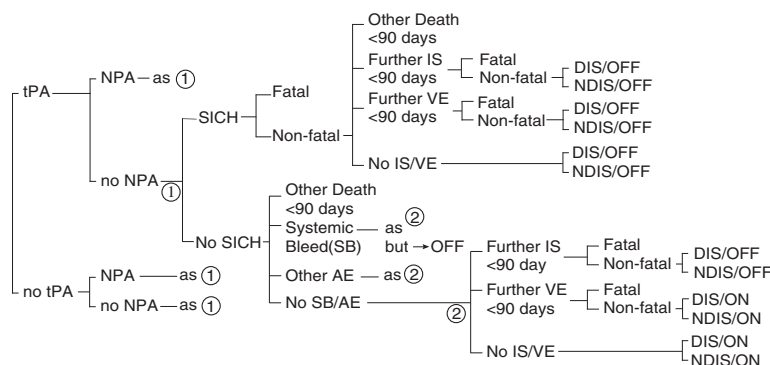 Other Death
<90 days
Further IS
<90 days
Fatal
Non-fatal
DIS/OFF
NDIS/OFF
tPA
NPA
as ①
SICH
Fatal
Non-fatal
Further VE
<90 days
Fatal
Non-fatal
DIS/OFF
NDIS/OFF
no NPA
①
No IS/VE
DIS/OFF
NDIS/OFF
No SICH
Other Death
<90 days
Systemic
Bleed(SB)
as ②
but → OFF
Other AE
as ②
No SB/AE
②
Further IS
<90 day
Fatal
Non-fatal
DIS/OFF
NDIS/OFF
Further VE
<90 days
Fatal
Non-fatal
DIS/ON
NDIS/ON
No IS/VE
DIS/ON
NDIS/ON
no tPA
NPA
as ①
no NPA
as ①